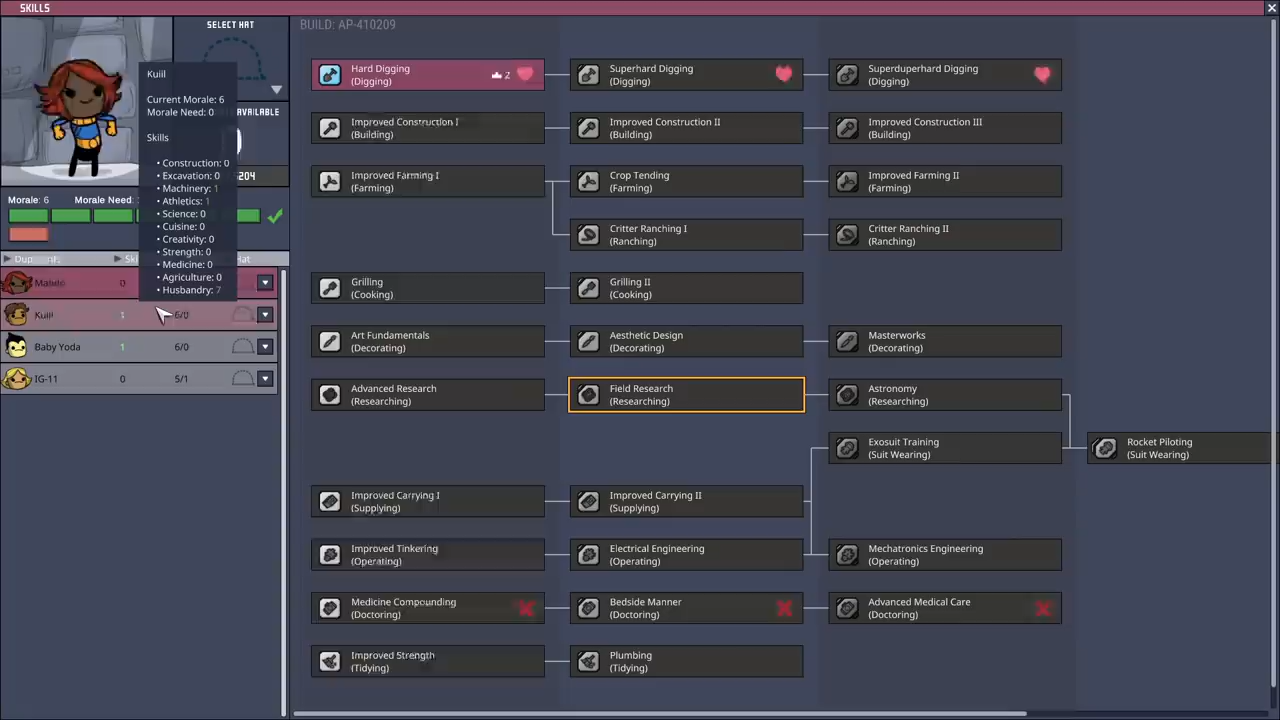 SKILLS
SELECT HAT
BUILD: AP-410209
Kuiil
Current Morale: 6
Morale Need: 0
AVAILABLE
Skills
• Construction: 0
• Excavation: 0
• Machinery: 1
• Athletics: 1
• Science: 0
• Cuisine: 0
• Creativity: 0
• Strength: 0
• Medicine: 0
• Agriculture: 0
• Husbandry: 7
204
Morale: 6
Morale Need:
Hat
0
Kuiil 1 6/0
Baby Yoda 1 6/0
IG-11 0 5/1
Hard Digging
(Digging)
2
Superhard Digging
(Digging)
Superduperhard Digging
(Digging)
Improved Construction I
(Building)
Improved Construction II
(Building)
Improved Construction III
(Building)
Improved Farming I
(Farming)
Crop Tending
(Farming)
Improved Farming II
(Farming)
Critter Ranching I
(Ranching)
Critter Ranching II
(Ranching)
Grilling
(Cooking)
Grilling II
(Cooking)
Art Fundamentals
(Decorating)
Aesthetic Design
(Decorating)
Masterworks
(Decorating)
Advanced Research
(Researching)
Field Research
(Researching)
Astronomy
(Researching)
Exosuit Training
(Suit Wearing)
Rocket Piloting
(Suit Wearing)
Improved Carrying I
(Supplying)
Improved Carrying II
(Supplying)
Improved Tinkering
(Operating)
Electrical Engineering
(Operating)
Mechatronics Engineering
(Operating)
Medicine Compounding
(Doctoring)
Bedside Manner
(Doctoring)
Advanced Medical Care
(Doctoring)
Improved Strength
(Tidying)
Plumbing
(Tidying)